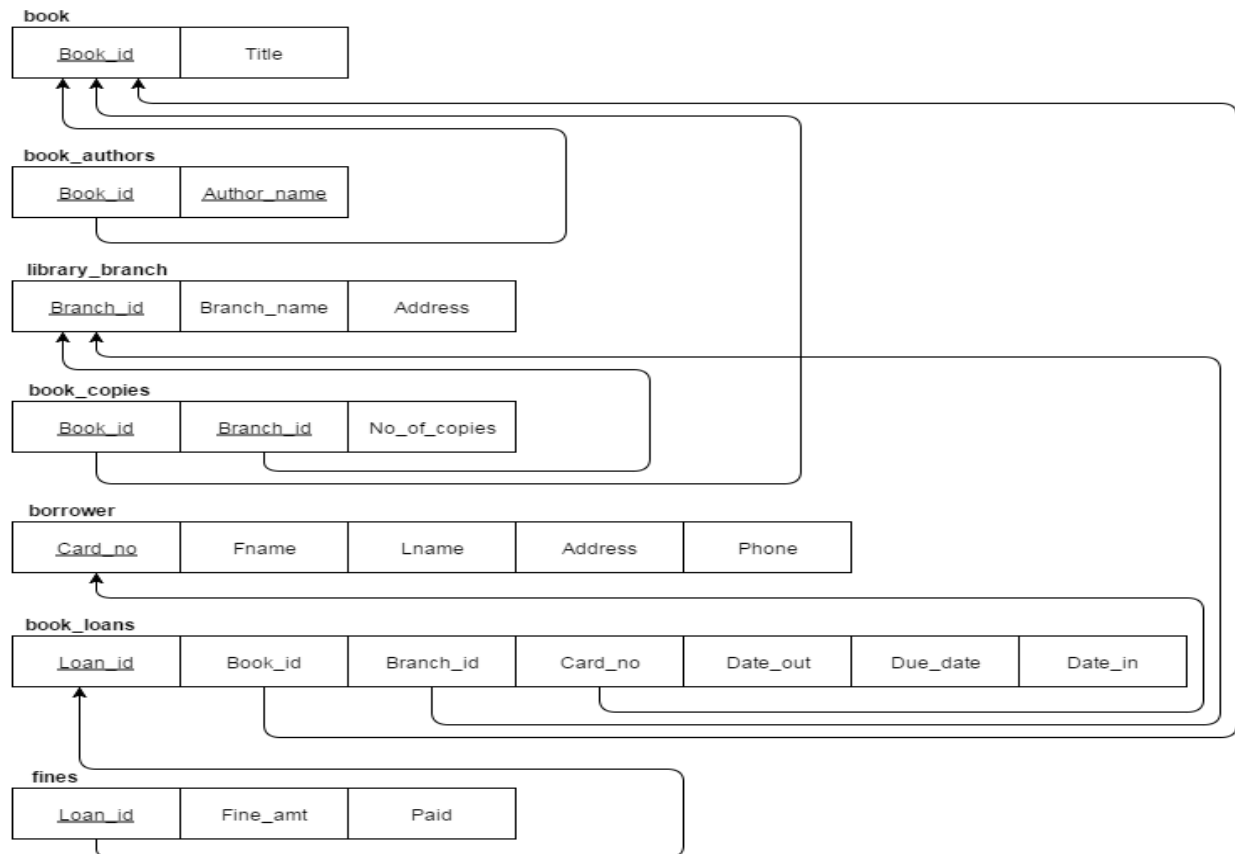 book
Book_id Title
book_authors
Book_id Author_name
library_branch
Branch_id Branch_name Address
book_copies
Book_id Branch_id No_of_copies
borrower
Card_no Fname Lname Address Phone
book_loans
Loan_id Book_id Branch_id Card_no Date_out Due_date Date_in
fines
Loan_id Fine_amt Paid